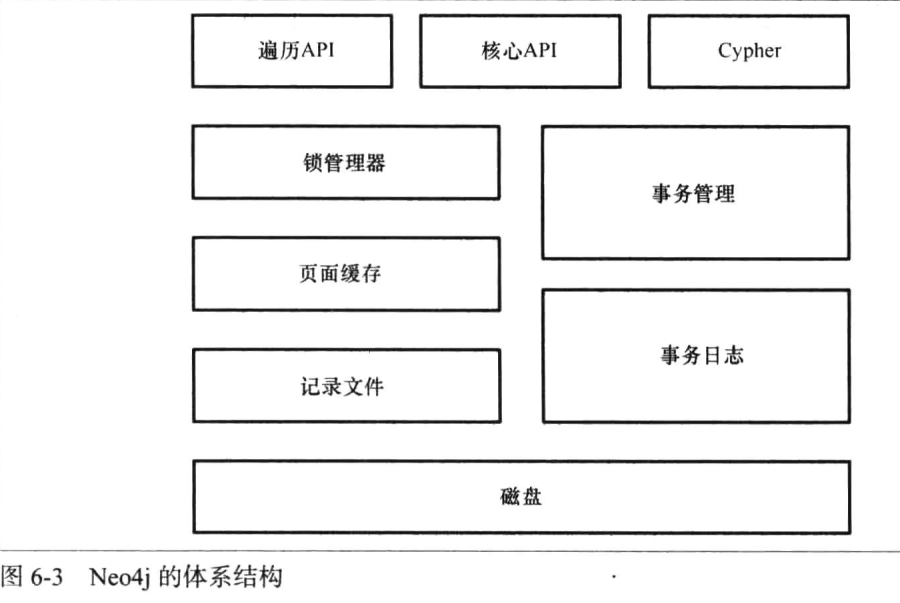 遍历API
核心API
Cypher
锁管理器
事务管理
页面缓存
事务日志
记录文件
磁盘
图 6-3 Neo4j 的体系结构